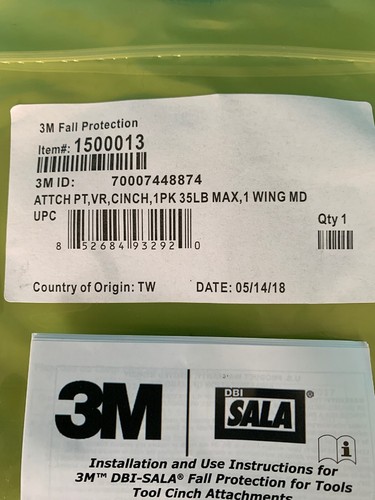 3M Fall Protection
Item#: 1500013
3M ID: 70007448874
ATTCH PT,VR,CINCH,1PK 35LB MAX,1 WING MD
UPC
Qty 1
8 52684 93292 0
Country of Origin: TW DATE: 05/14/18
3M
DBI
SALA®
i
Installation and Use Instructions for
3M™ DBI-SALA® Fall Protection for Tools
Tool Cinch Attachments